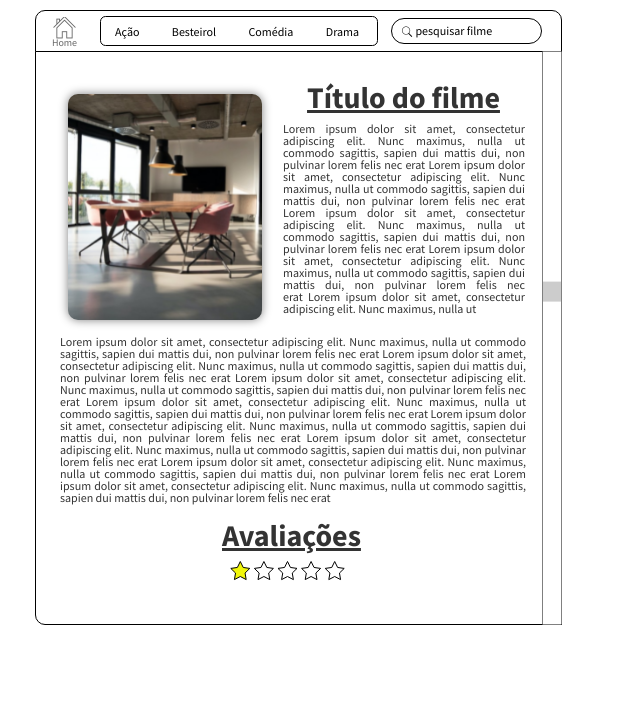 Home
Ação Besteirol Comédia Drama
pesquisar filme
Título do filme
Lorem ipsum dolor sit amet, consectetur
adipiscing elit. Nunc maximus, nulla ut
commodo sagittis, sapien dui mattis dui, non
pulvinar lorem felis nec erat Lorem ipsum dolor
sit amet, consectetur adipiscing elit. Nunc
maximus, nulla ut commodo sagittis, sapien dui
mattis dui, non pulvinar lorem felis nec erat
Lorem ipsum dolor sit amet, consectetur
adipiscing elit. Nunc maximus, nulla ut
commodo sagittis, sapien dui mattis dui, non
pulvinar lorem felis nec erat Lorem ipsum dolor
sit amet, consectetur adipiscing elit. Nunc
maximus, nulla ut commodo sagittis, sapien dui
mattis dui, non pulvinar lorem felis nec
erat Lorem ipsum dolor sit amet, consectetur
adipiscing elit. Nunc maximus, nulla ut
Lorem ipsum dolor sit amet, consectetur adipiscing elit. Nunc maximus, nulla ut commodo
sagittis, sapien dui mattis dui, non pulvinar lorem felis nec erat Lorem ipsum dolor sit amet,
consectetur adipiscing elit. Nunc maximus, nulla ut commodo sagittis, sapien dui mattis dui,
non pulvinar lorem felis nec erat Lorem ipsum dolor sit amet, consectetur adipiscing elit.
Nunc maximus, nulla ut commodo sagittis, sapien dui mattis dui, non pulvinar lorem felis nec
erat Lorem ipsum dolor sit amet, consectetur adipiscing elit. Nunc maximus, nulla ut
commodo sagittis, sapien dui mattis dui, non pulvinar lorem felis nec erat Lorem ipsum dolor
sit amet, consectetur adipiscing elit. Nunc maximus, nulla ut commodo sagittis, sapien dui
mattis dui, non pulvinar lorem felis nec erat Lorem ipsum dolor sit amet, consectetur
adipiscing elit. Nunc maximus, nulla ut commodo sagittis, sapien dui mattis dui, non pulvinar
lorem felis nec erat Lorem ipsum dolor sit amet, consectetur adipiscing elit. Nunc maximus,
nulla ut commodo sagittis, sapien dui mattis dui, non pulvinar lorem felis nec erat Lorem
ipsum dolor sit amet, consectetur adipiscing elit. Nunc maximus, nulla ut commodo sagittis,
sapien dui mattis dui, non pulvinar lorem felis nec erat
Avaliações